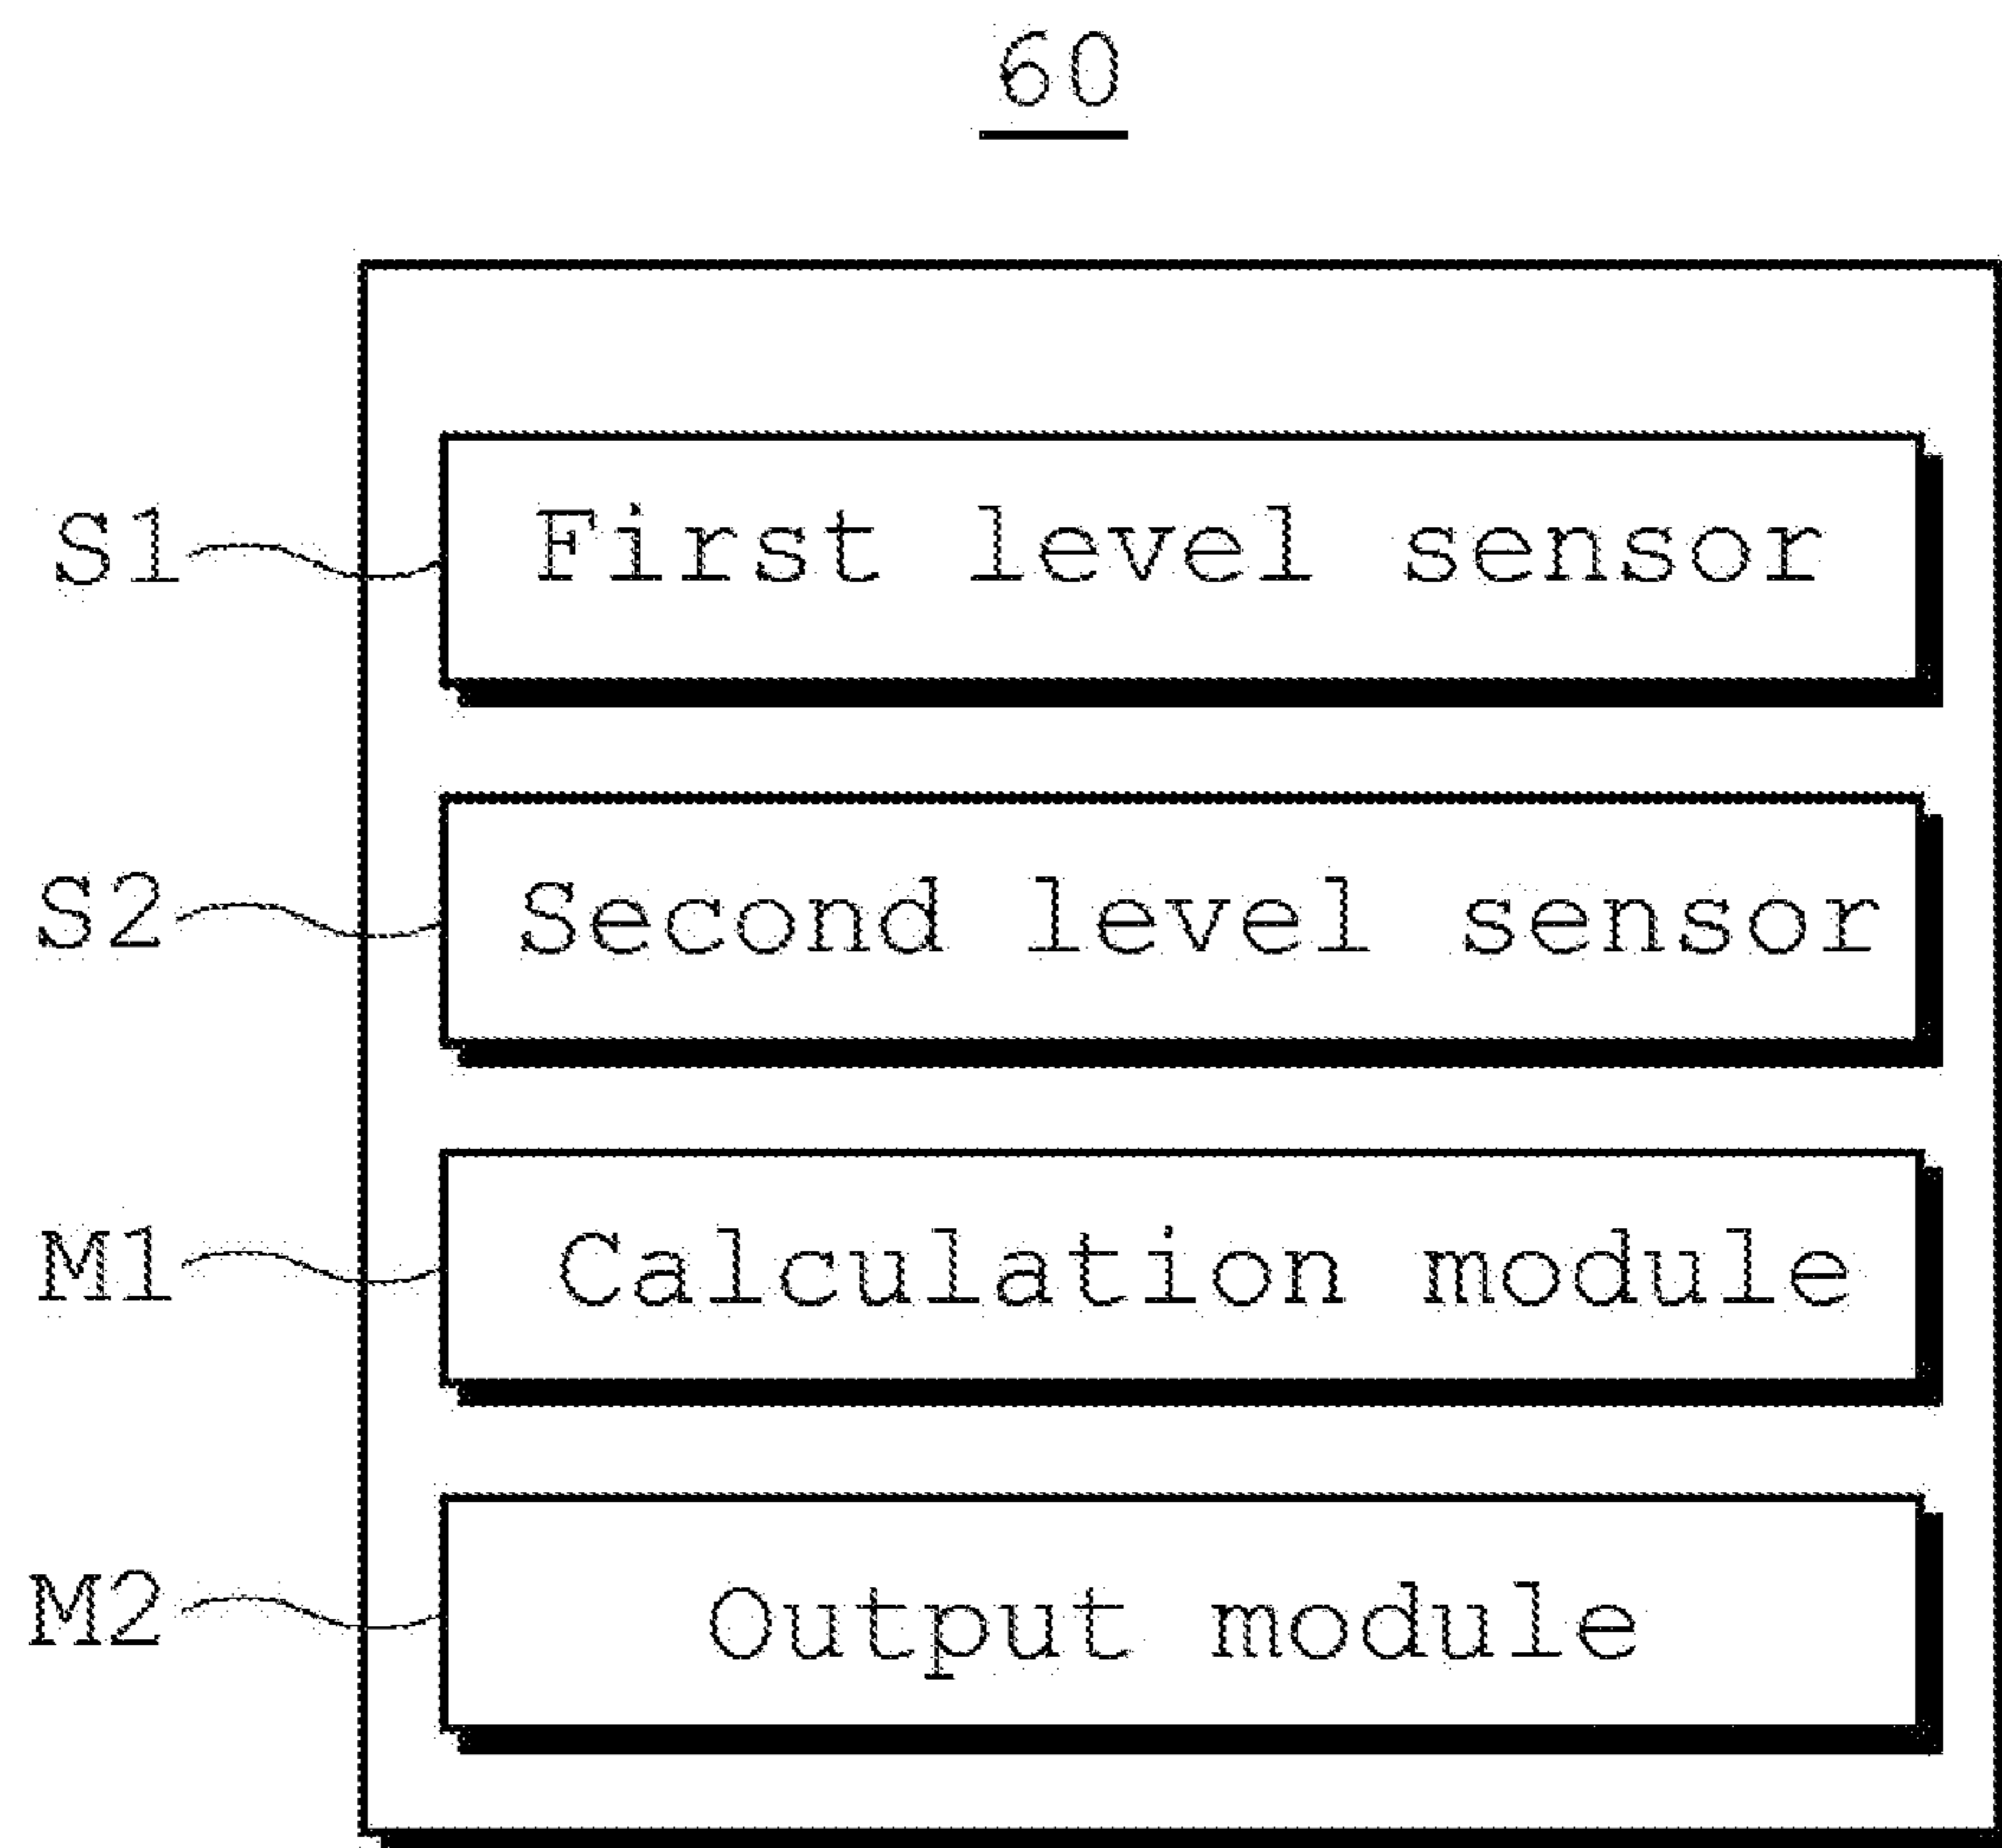 60
S1 First level sensor
S2 Second level sensor
M1 Calculation module
M2 Output module